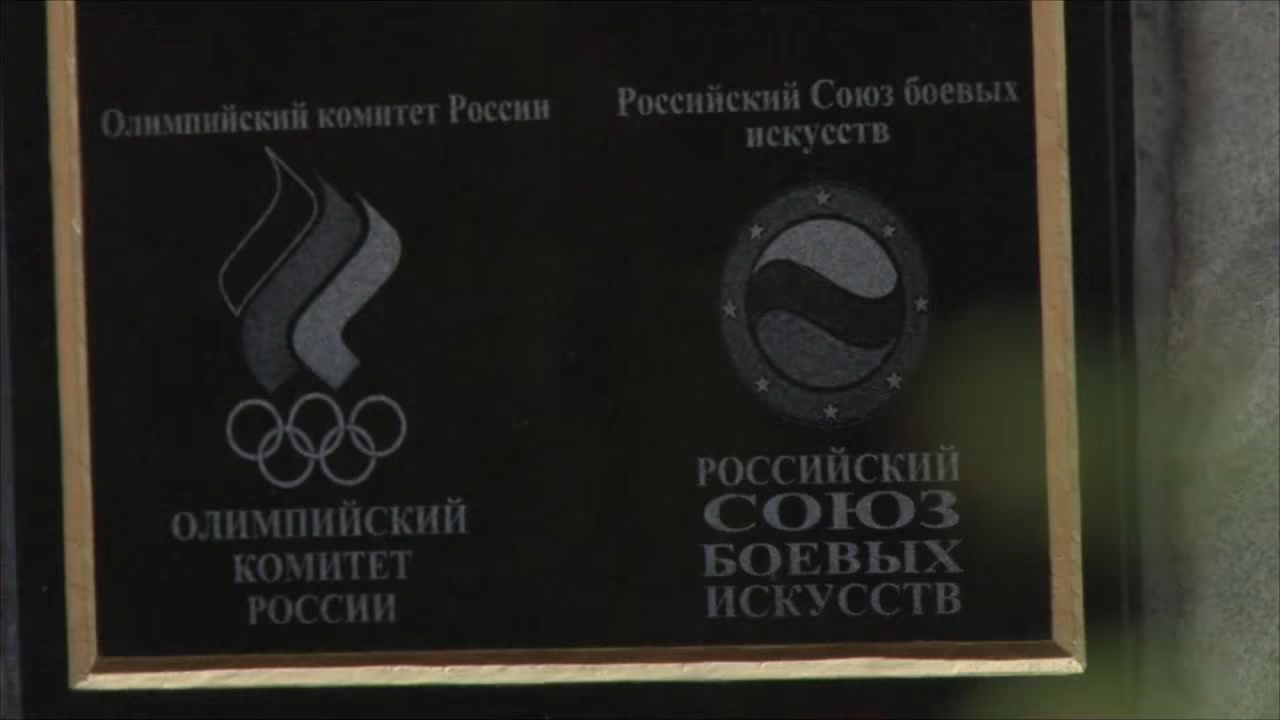 Олимпийский комитет России
ОЛИМПИЙСКИЙ
КОМИТЕТ
РОССИИ
Российский Союз боевых
искусств
РОССИЙСКИЙ
СОЮЗ
БОЕВЫХ
ИСКУССТВ